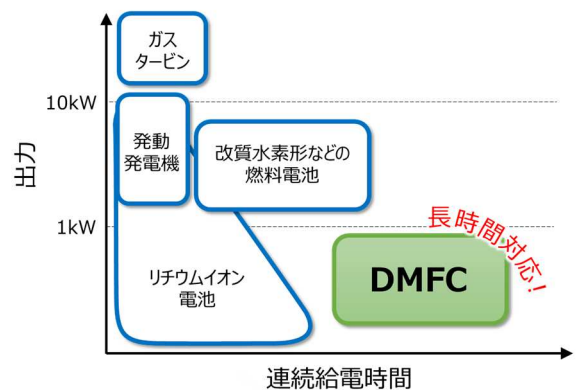 ガス
タービン
10kW
発動
発電機
改質水素形などの
燃料電池
出力
1kW
長時間対応!
DMFC
リチウムイオン
電池
連続給電時間